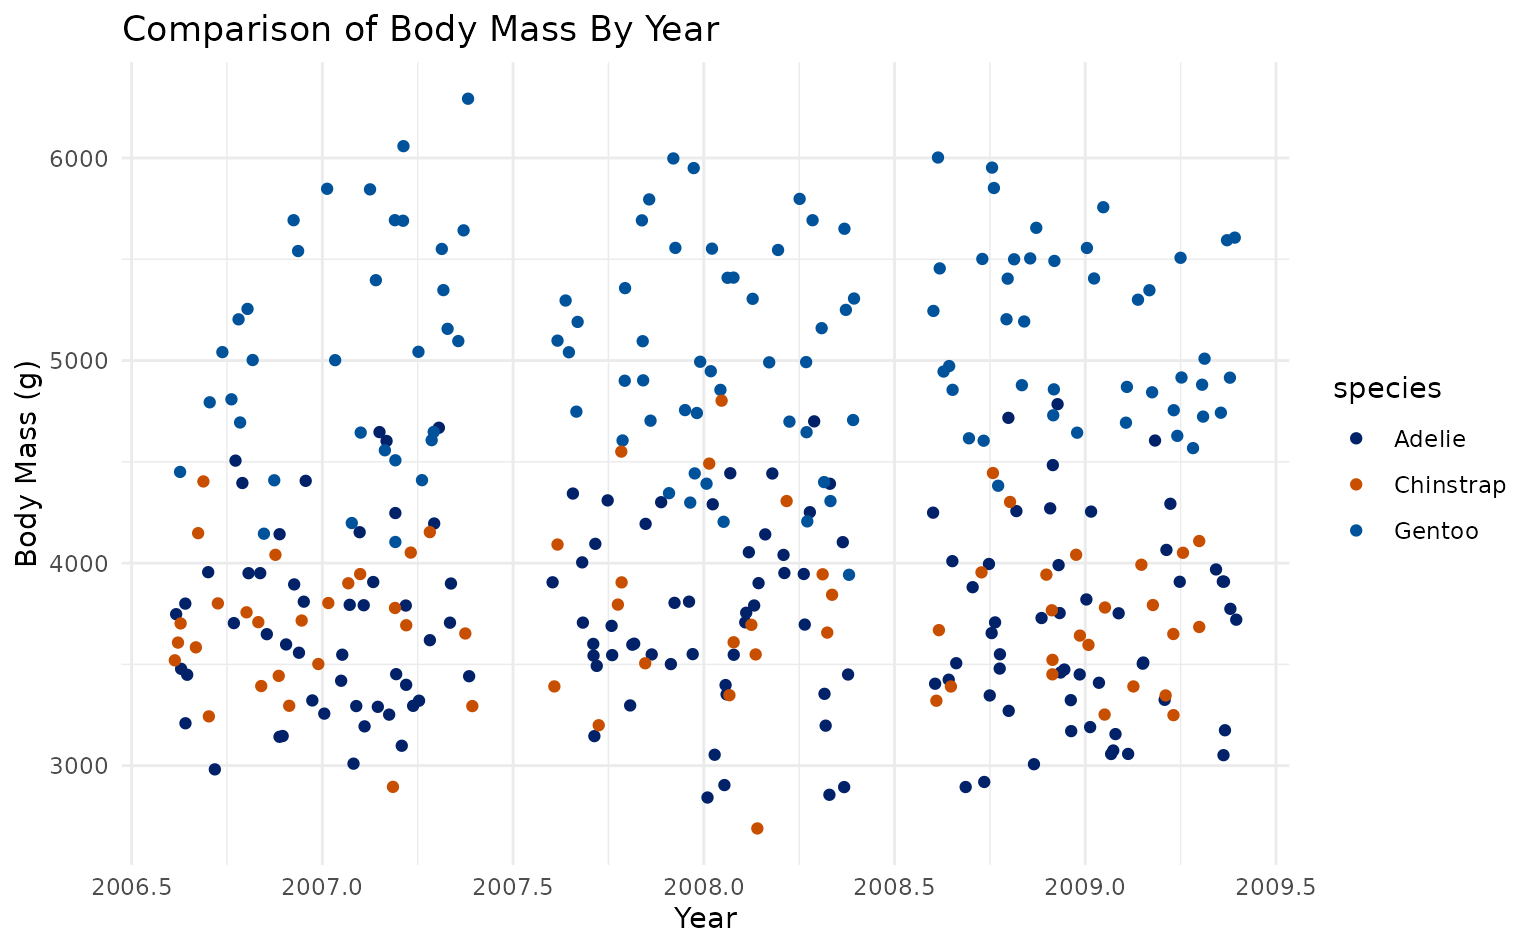 Comparison of Body Mass By Year
Body Mass (g)
6000
5000
4000
3000
2006.5 2007.0 2007.5 2008.0 2008.5 2009.0 2009.5
Year
species
Adelie
Chinstrap
Gentoo